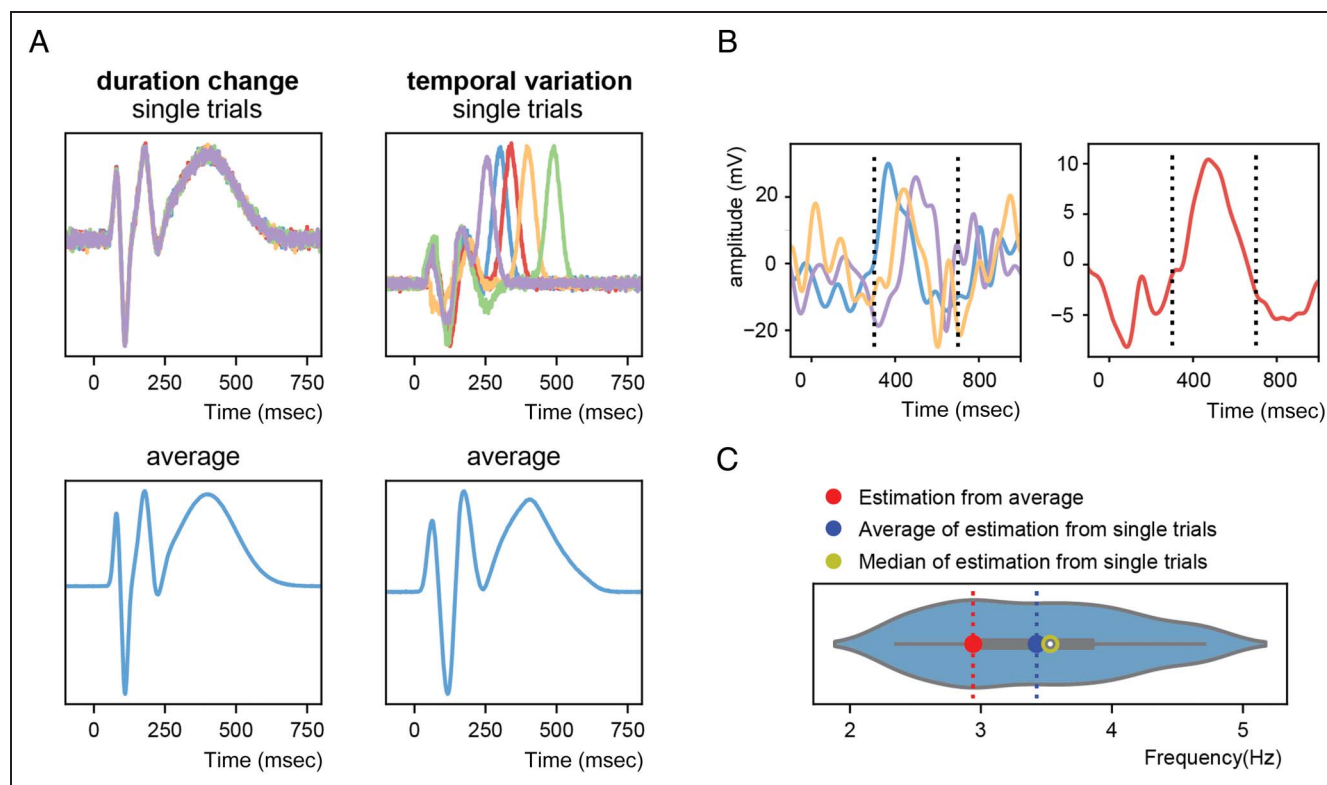 A
duration change
single trials
temporal variation
single trials
0 250 500 750
Time (msec)
0 250 500 750
Time (msec)
average
average
0 250 500 750
Time (msec)
0 250 500 750
Time (msec)
B
amplitude (mV)
20
0
−20
0 400 800
Time (msec)
10
5
0
−5
0 400 800
Time (msec)
C
Estimation from average
Average of estimation from single trials
Median of estimation from single trials
2 3 4 5
Frequency(Hz)